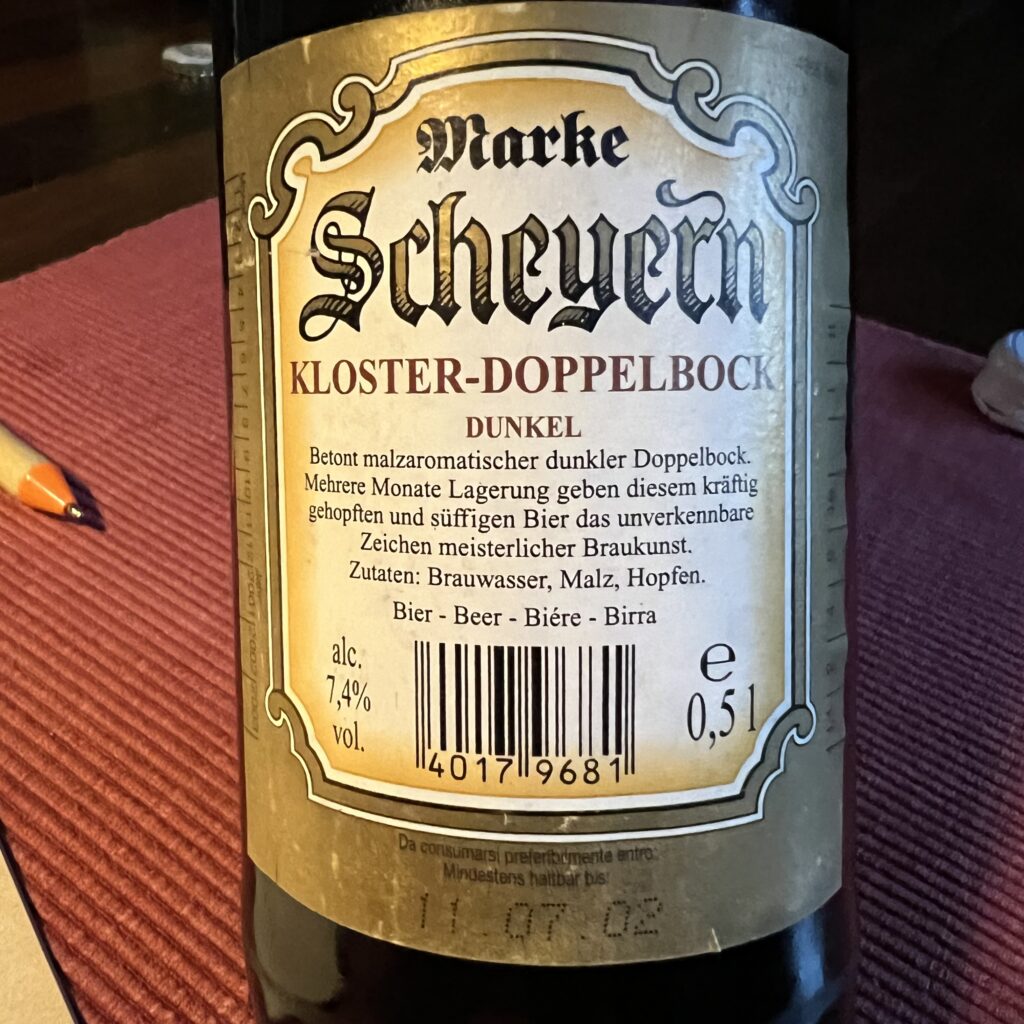 Marke
Scheyern
KLOSTER-DOPPELBOCK
DUNKEL
Betont malzaromatischer dunkler Doppelbock.
Mehrere Monate Lagerung geben diesem kräftig
gehopften und süffigen Bier das unverkennbare
Zeichen meisterlicher Braukunst.
Zutaten: Brauwasser, Malz, Hopfen.
Bier - Beer - Biére - Birra
alc.
7,4%
vol.
4017 9681
e
0,5 l
Da consumarsi preferibilmente entro:
Mindestens haltbar bis:
11.07.02